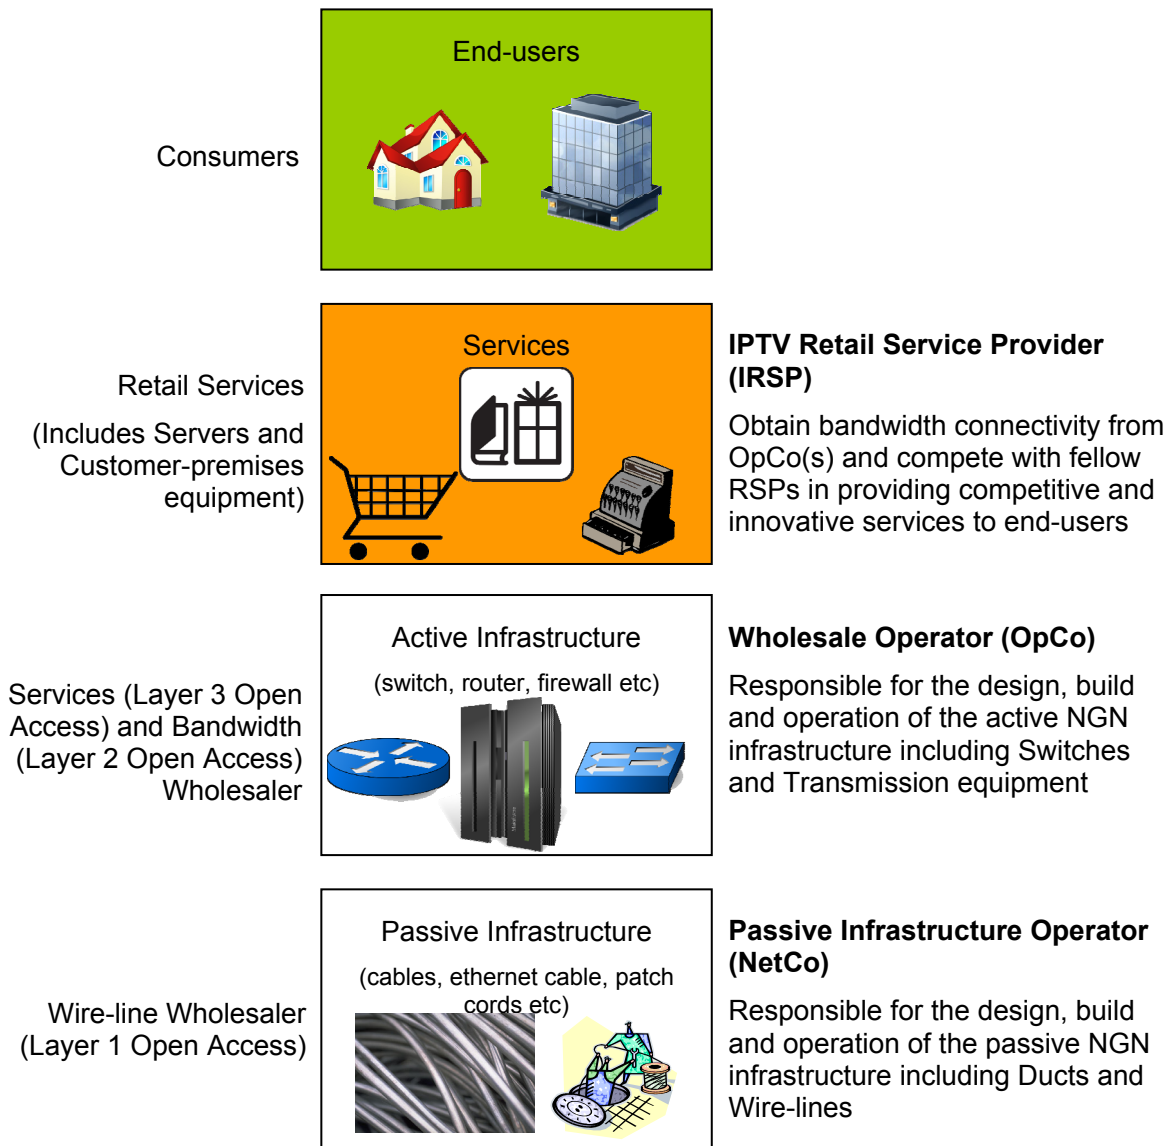 End-users
Consumers
Services
Retail Services
(Includes Servers and
Customer-premises
equipment)
IPTV Retail Service Provider
(IRSP)
Obtain bandwidth connectivity from
OpCo(s) and compete with fellow
RSPs in providing competitive and
innovative services to end-users
Active Infrastructure
(switch, router, firewall etc)
Services (Layer 3 Open
Access) and Bandwidth
(Layer 2 Open Access)
Wholesaler
Wholesale Operator (OpCo)
Responsible for the design, build
and operation of the active NGN
infrastructure including Switches
and Transmission equipment
Passive Infrastructure
(cables, ethernet cable, patch
cords etc)
Wire-line Wholesaler
(Layer 1 Open Access)
Passive Infrastructure Operator
(NetCo)
Responsible for the design, build
and operation of the passive NGN
infrastructure including Ducts and
Wire-lines